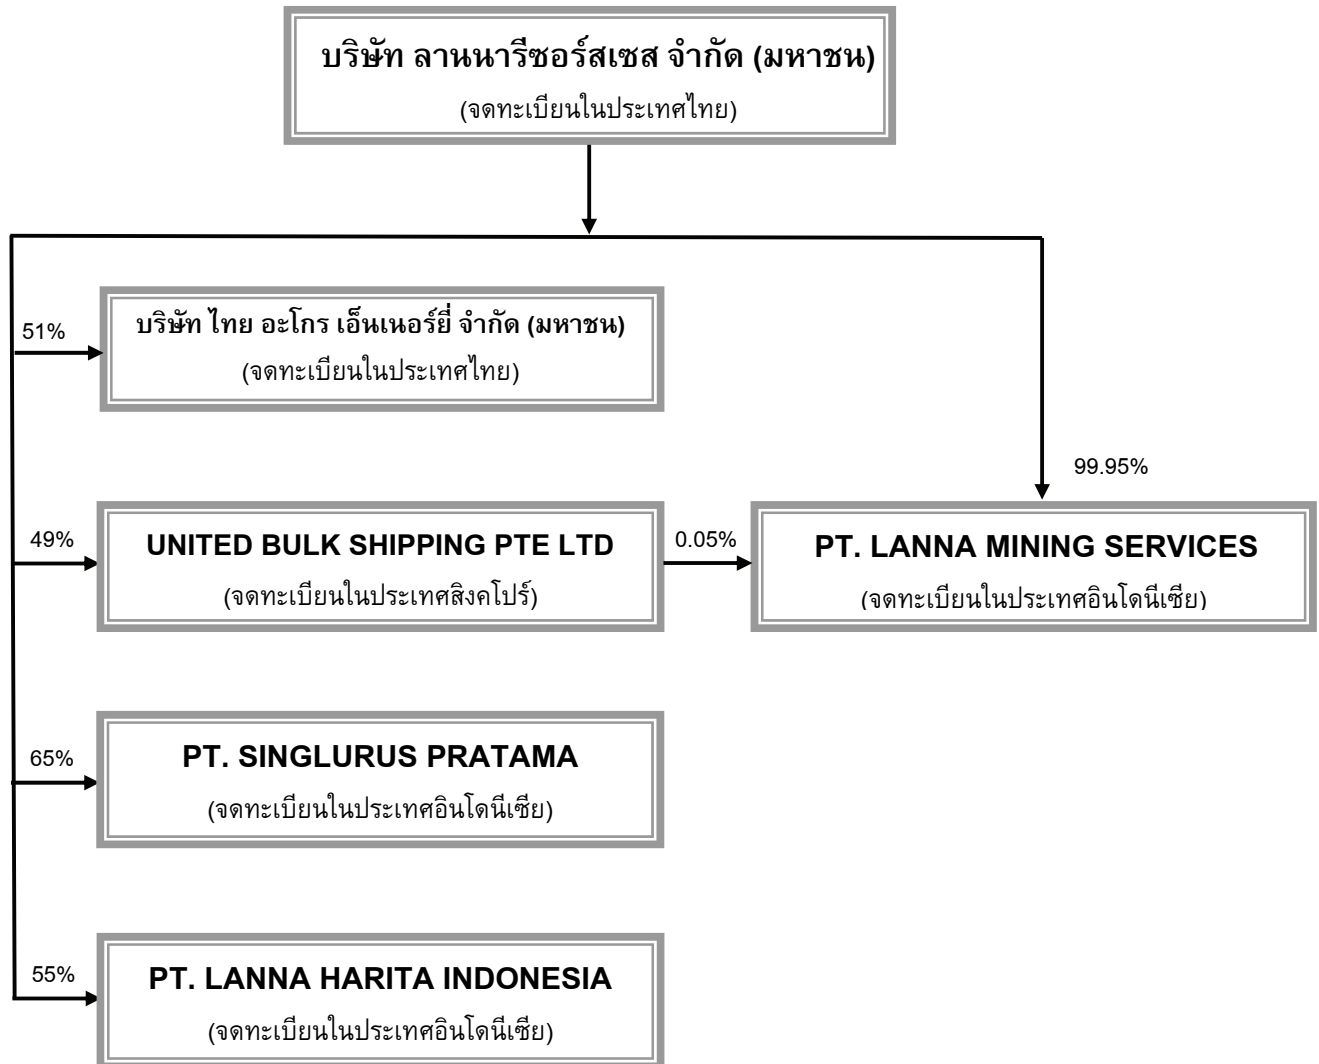 บริษัท ลานนารีซอร์สเซส จำกัด (มหาชน)
(จดทะเบียนในประเทศไทย)
51%
บริษัท ไทย อะโกร เอ็นเนอร์ยี่ จำกัด (มหาชน)
(จดทะเบียนในประเทศไทย)
99.95%
49%
UNITED BULK SHIPPING PTE LTD
(จดทะเบียนในประเทศสิงคโปร์)
0.05%
PT. LANNA MINING SERVICES
(จดทะเบียนในประเทศอินโดนีเซีย)
65%
PT. SINGLURUS PRATAMA
(จดทะเบียนในประเทศอินโดนีเซีย)
55%
PT. LANNA HARITA INDONESIA
(จดทะเบียนในประเทศอินโดนีเซีย)